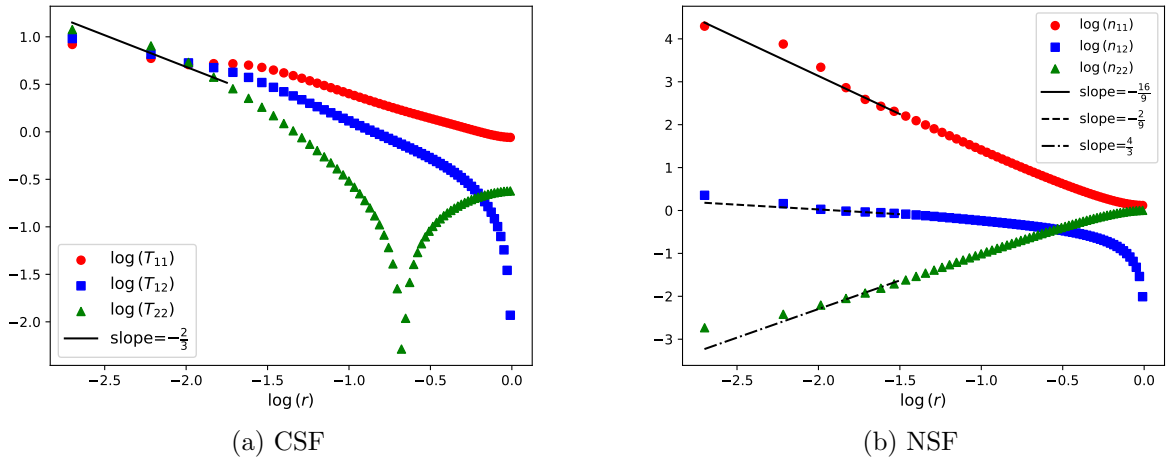 1.0
0.5
0.0
−0.5
−1.0
−1.5
−2.0
log (T₁₁)
log (T₁₂)
log (T₂₂)
slope=−2/3
−2.5 −2.0 −1.5 −1.0 −0.5 0.0
log (r)
(a) CSF
4
3
2
1
0
−1
−2
−3
log (n₁₁)
log (n₁₂)
log (n₂₂)
slope=−16/9
slope=−2/9
slope=4/3
−2.5 −2.0 −1.5 −1.0 −0.5 0.0
log (r)
(b) NSF